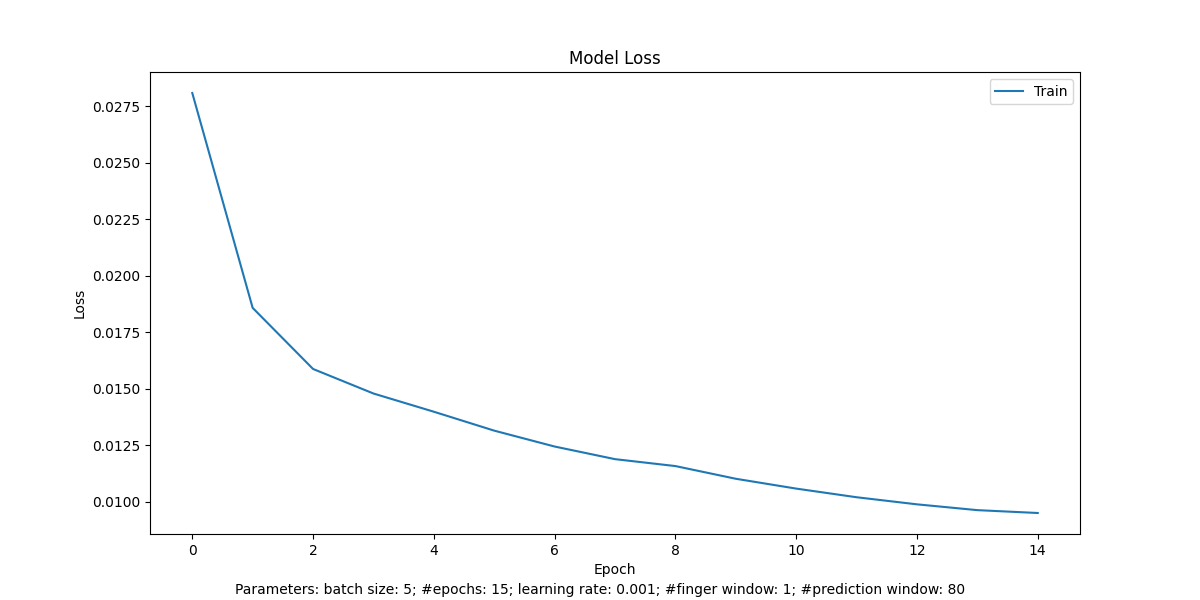 Model Loss
Train
0.0275
0.0250
0.0225
0.0200
0.0175
0.0150
0.0125
0.0100
Loss
0 2 4 6 8 10 12 14
Epoch
Parameters: batch size: 5; #epochs: 15; learning rate: 0.001; #finger window: 1; #prediction window: 80